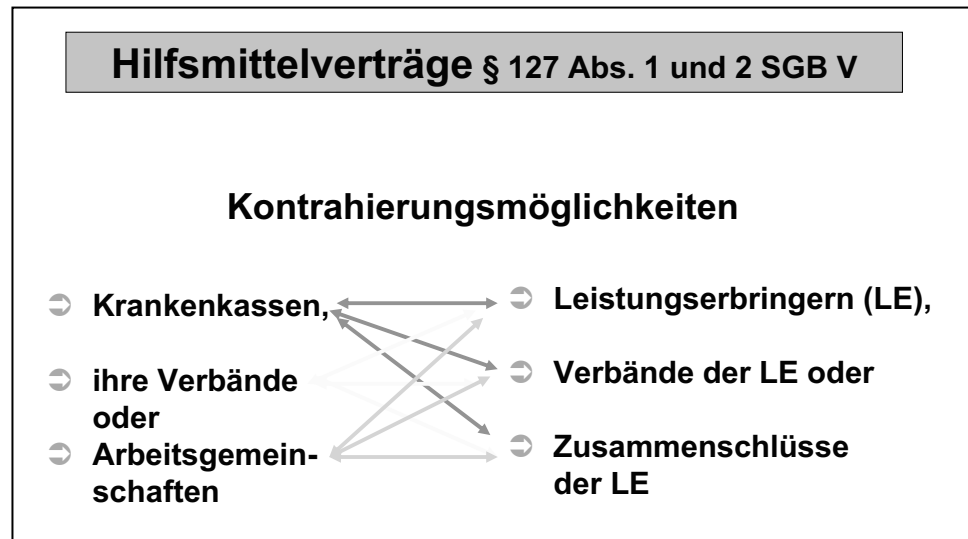 Hilfsmittelverträge § 127 Abs. 1 und 2 SGB V
Kontrahierungsmöglichkeiten
Krankenkassen,
ihre Verbände
oder
Arbeitsgemein-
schaften
Leistungserbringern (LE),
Verbände der LE oder
Zusammenschlüsse
der LE